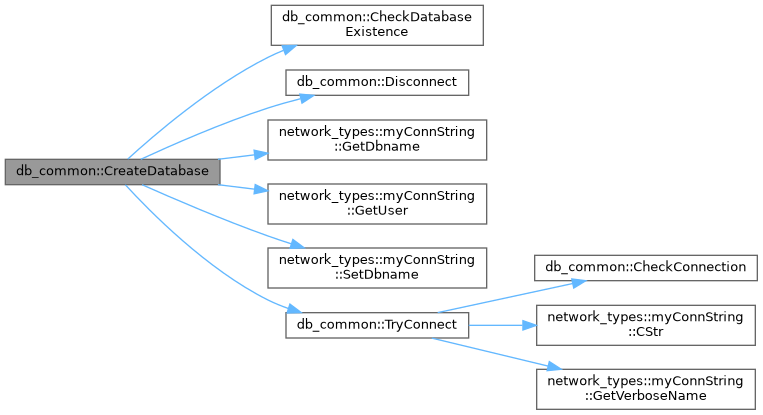 db_common::CheckDatabase
Existence
db_common::Disconnect
network_types::myConnString
::GetDbname
db_common::CreateDatabase
network_types::myConnString
::GetUser
network_types::myConnString
::SetDbname
db_common::TryConnect
db_common::CheckConnection
network_types::myConnString
::CStr
network_types::myConnString
::GetVerboseName